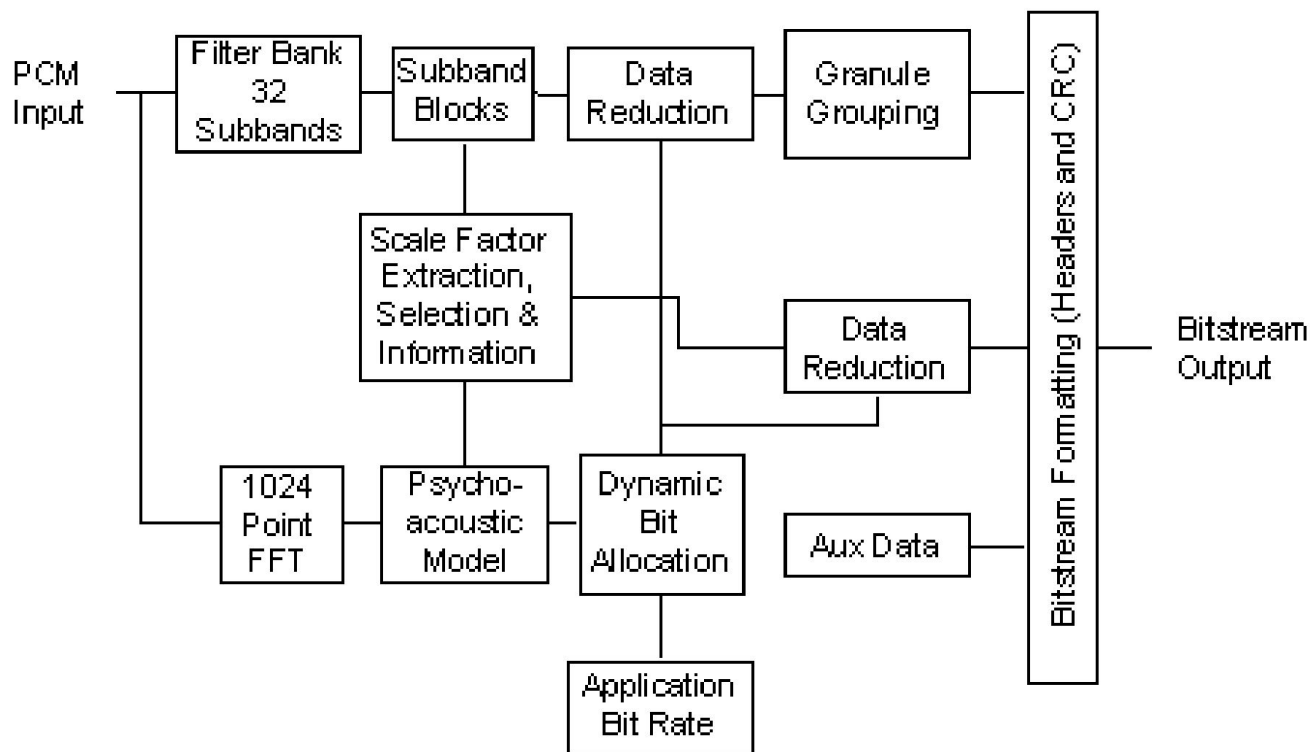 PCM
Input
Filter Bank
32
Subbands
Subband
Blocks
Data
Reduction
Granule
Grouping
Scale Factor
Extraction,
Selection &
Information
Data
Reduction
Bitstream Formatting (Headers and CRC)
Bitstream
Output
1024
Point
FFT
Psycho-
acoustic
Model
Dynamic
Bit
Allocation
Aux Data
Application
Bit Rate